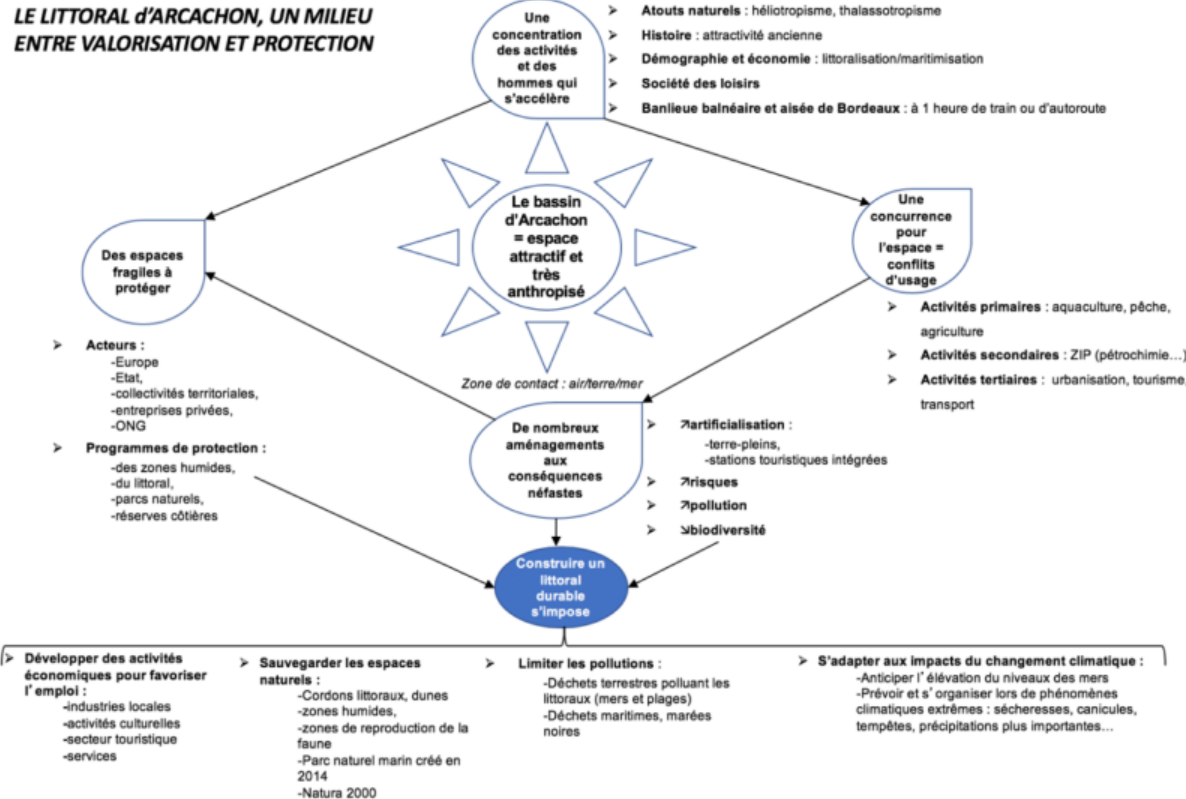 LE LITTORAL d'ARCACHON, UN MILIEU
ENTRE VALORISATION ET PROTECTION
Une
concentration
des activités
et des
hommes qui
s'accélère
➢ Atouts naturels : héliotropisme, thalassotropisme
➢ Histoire : attractivité ancienne
➢ Démographie et économie : littoralisation/maritimisation
➢ Société des loisirs
➢ Banlieue balnéaire et aisée de Bordeaux : à 1 heure de train ou d'autoroute
Le bassin
d'Arcachon
= espace
attractif et
très
anthropisé
Zone de contact : air/terre/mer
Une
concurrence
pour
l'espace =
conflits
d'usage
➢ Activités primaires : aquaculture, pêche,
agriculture
➢ Activités secondaires : ZIP (pétrochimie...)
➢ Activités tertiaires : urbanisation, tourisme,
transport
Des espaces
fragiles à
protéger
➢ Acteurs :
-Europe
-Etat,
-collectivités territoriales,
-entreprises privées,
-ONG
➢ Programmes de protection :
-des zones humides,
-du littoral,
-parcs naturels,
-réserves côtières
De nombreux
aménagements
aux
conséquences
néfastes
➢ ↗artificialisation :
-terre-pleins,
-stations touristiques intégrées
➢ ↗risques
➢ ↗pollution
➢ ↘biodiversité
Construire un
littoral
durable
s'impose
➢ Développer des activités
économiques pour favoriser
l'emploi :
-industries locales
-activités culturelles
-secteur touristique
-services
➢ Sauvegarder les espaces
naturels :
-Cordons littoraux, dunes
-zones humides,
-zones de reproduction de la
faune
-Parc naturel marin créé en
2014
-Natura 2000
➢ Limiter les pollutions :
-Déchets terrestres polluant les
littoraux (mers et plages)
-Déchets maritimes, marées
noires
➢ S'adapter aux impacts du changement climatique :
-Anticiper l'élévation du niveaux des mers
-Prévoir et s'organiser lors de phénomènes
climatiques extrêmes : sécheresses, canicules,
tempêtes, précipitations plus importantes...